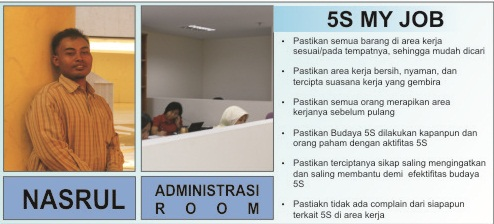 5S MY JOB
• Pastikan semua barang di area kerja
sesuai/pada tempatnya, sehingga mudah dicari
• Pastikan area kerja bersih, nyaman, dan
tercipta suasana kerja yang gembira
• Pastikan semua orang merapikan area
kerjanya sebelum pulang
• Pastikan Budaya 5S dilakukan kapanpun dan
orang paham dengan aktifitas 5S
• Pastikan terciptanya sikap saling mengingatkan
dan saling membantu demi efektifitas budaya
5S
• Pastiakn tidak ada complain dari siapapun
terkait 5S di area kerja
NASRUL
ADMINISTRASI
ROOM